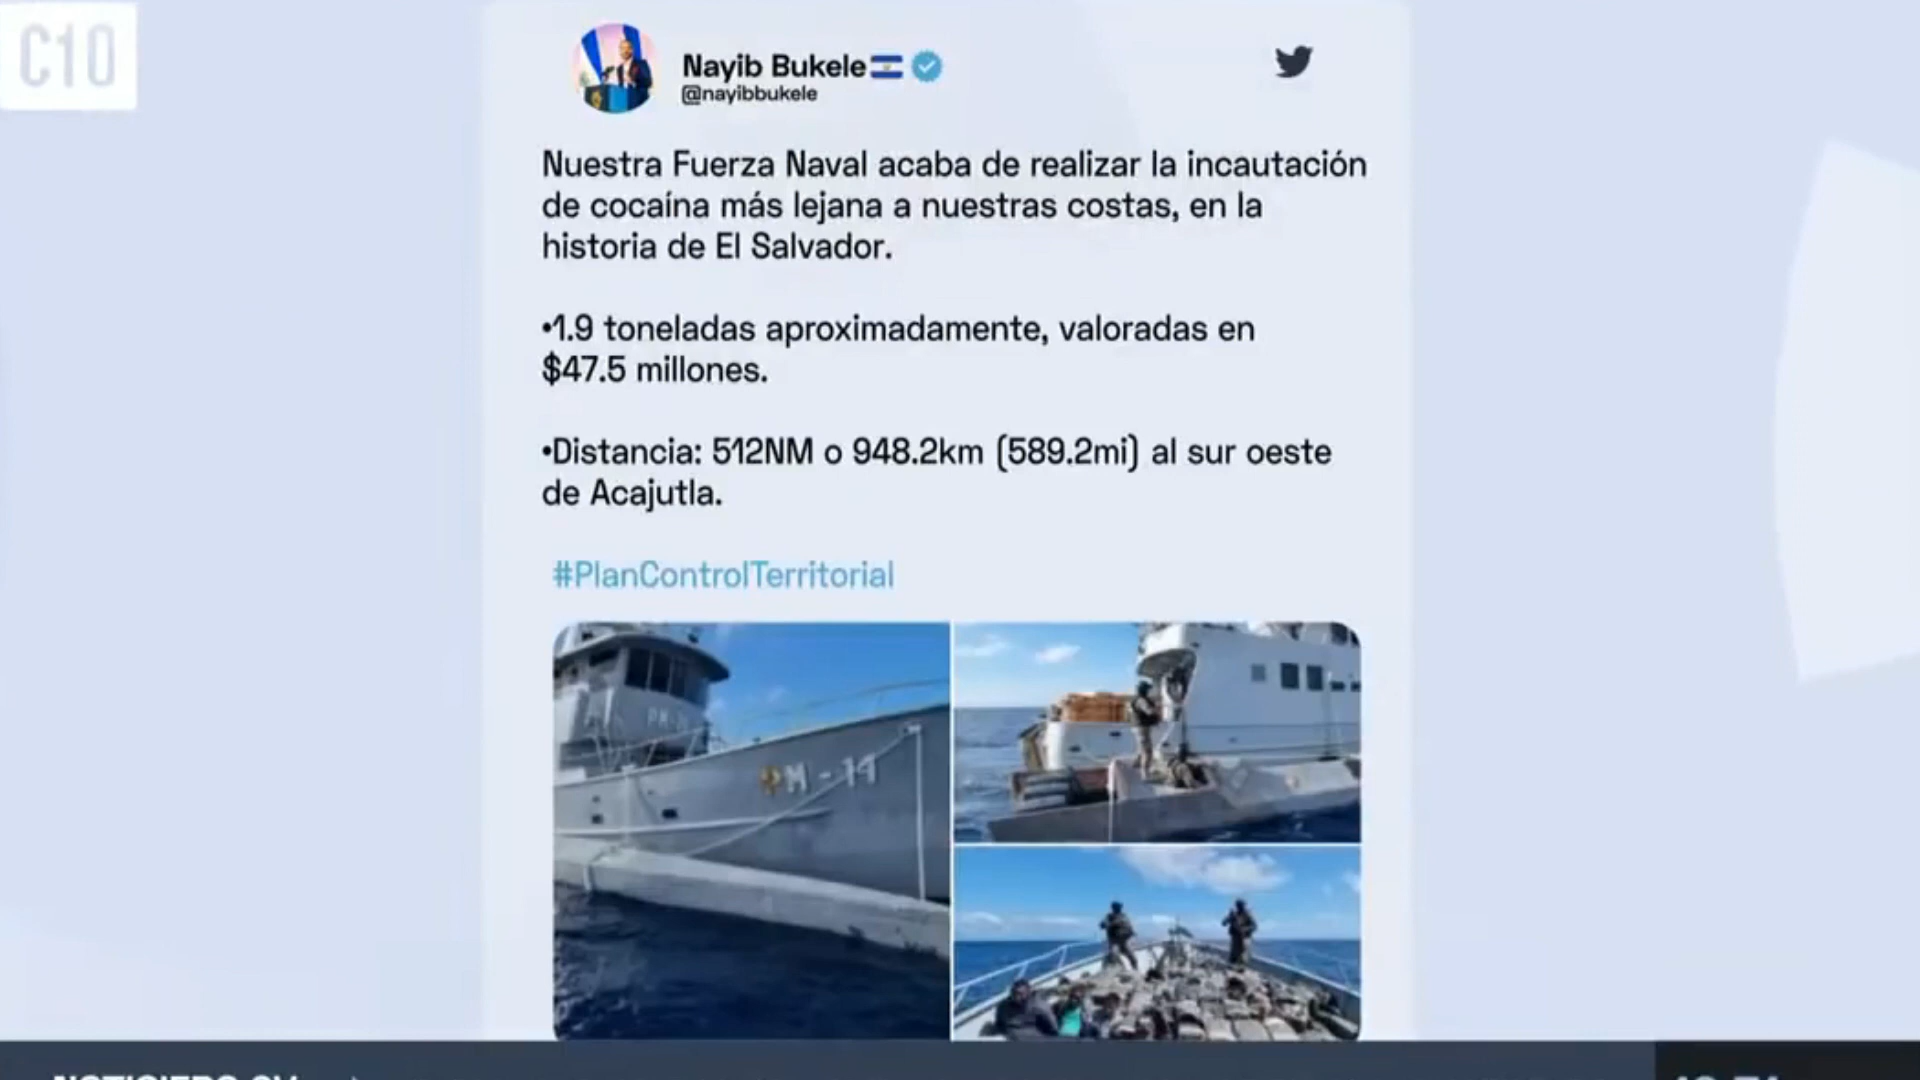 C10
Nayib Bukele
@nayibbukele
Nuestra Fuerza Naval acaba de realizar la incautación
de cocaína más lejana a nuestras costas, en la
historia de El Salvador.
•1.9 toneladas aproximadamente, valoradas en
$47.5 millones.
•Distancia: 512NM o 948.2km (589.2mi) al sur oeste
de Acajutla.
#PlanControlTerritorial
PM-14